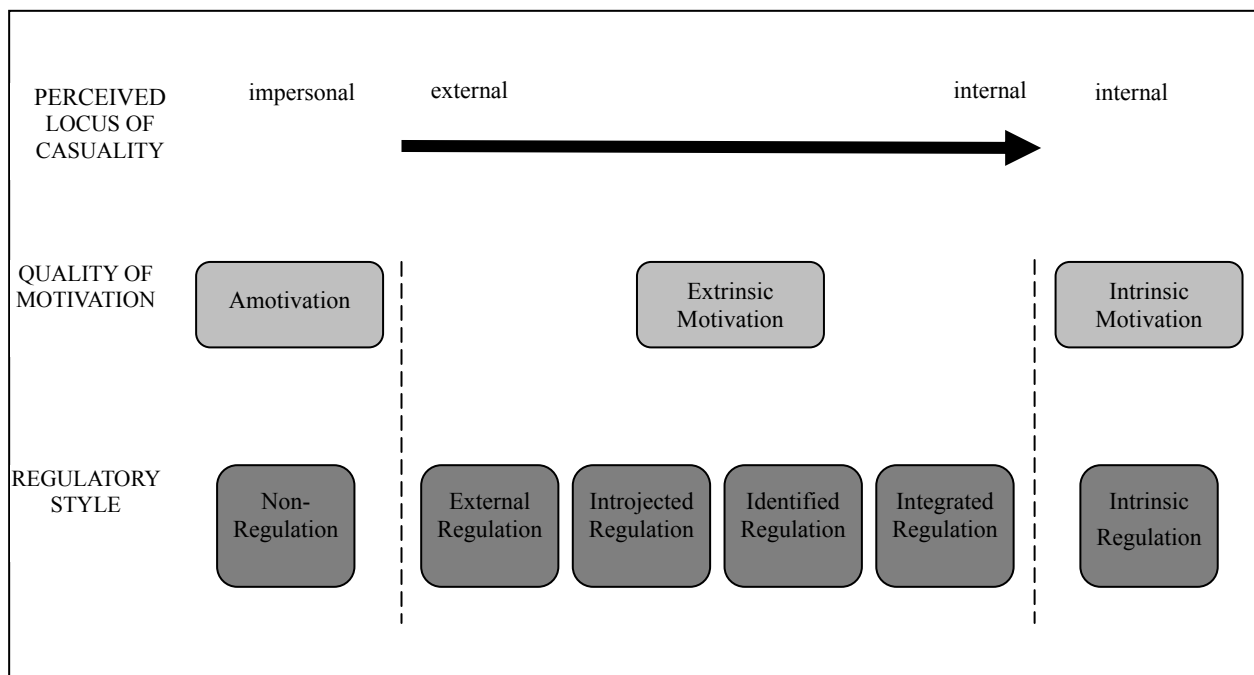 PERCEIVED
LOCUS OF
CASUALITY
impersonal
external
internal
internal
QUALITY OF
MOTIVATION
Amotivation
Extrinsic
Motivation
Intrinsic
Motivation
REGULATORY
STYLE
Non-
Regulation
External
Regulation
Introjected
Regulation
Identified
Regulation
Integrated
Regulation
Intrinsic
Regulation